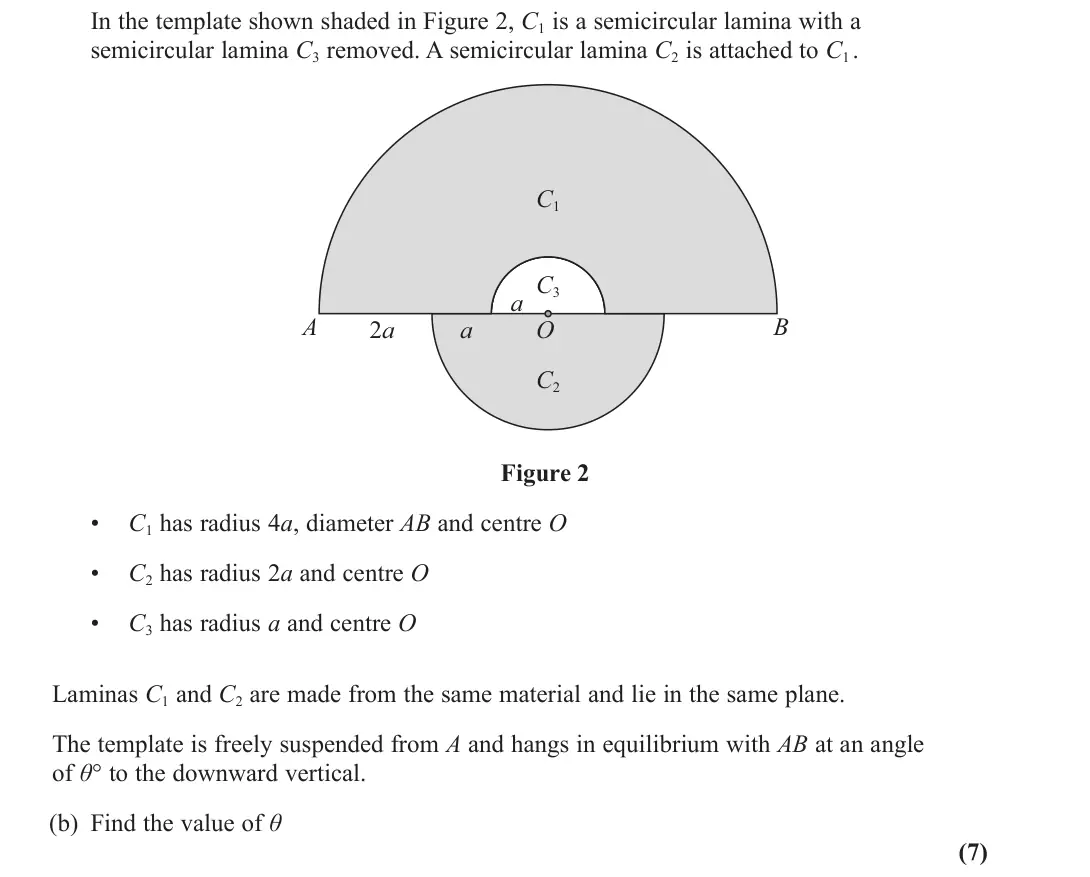 In the template shown shaded in Figure 2, C₁ is a semicircular lamina with a
semicircular lamina C₃ removed. A semicircular lamina C₂ is attached to C₁.
C₁
C₃
a
A
2a
a
O
B
C₂
Figure 2
• C₁ has radius 4a, diameter AB and centre O
• C₂ has radius 2a and centre O
• C₃ has radius a and centre O
Laminas C₁ and C₂ are made from the same material and lie in the same plane.
The template is freely suspended from A and hangs in equilibrium with AB at an angle
of θ° to the downward vertical.
(b) Find the value of θ
(7)